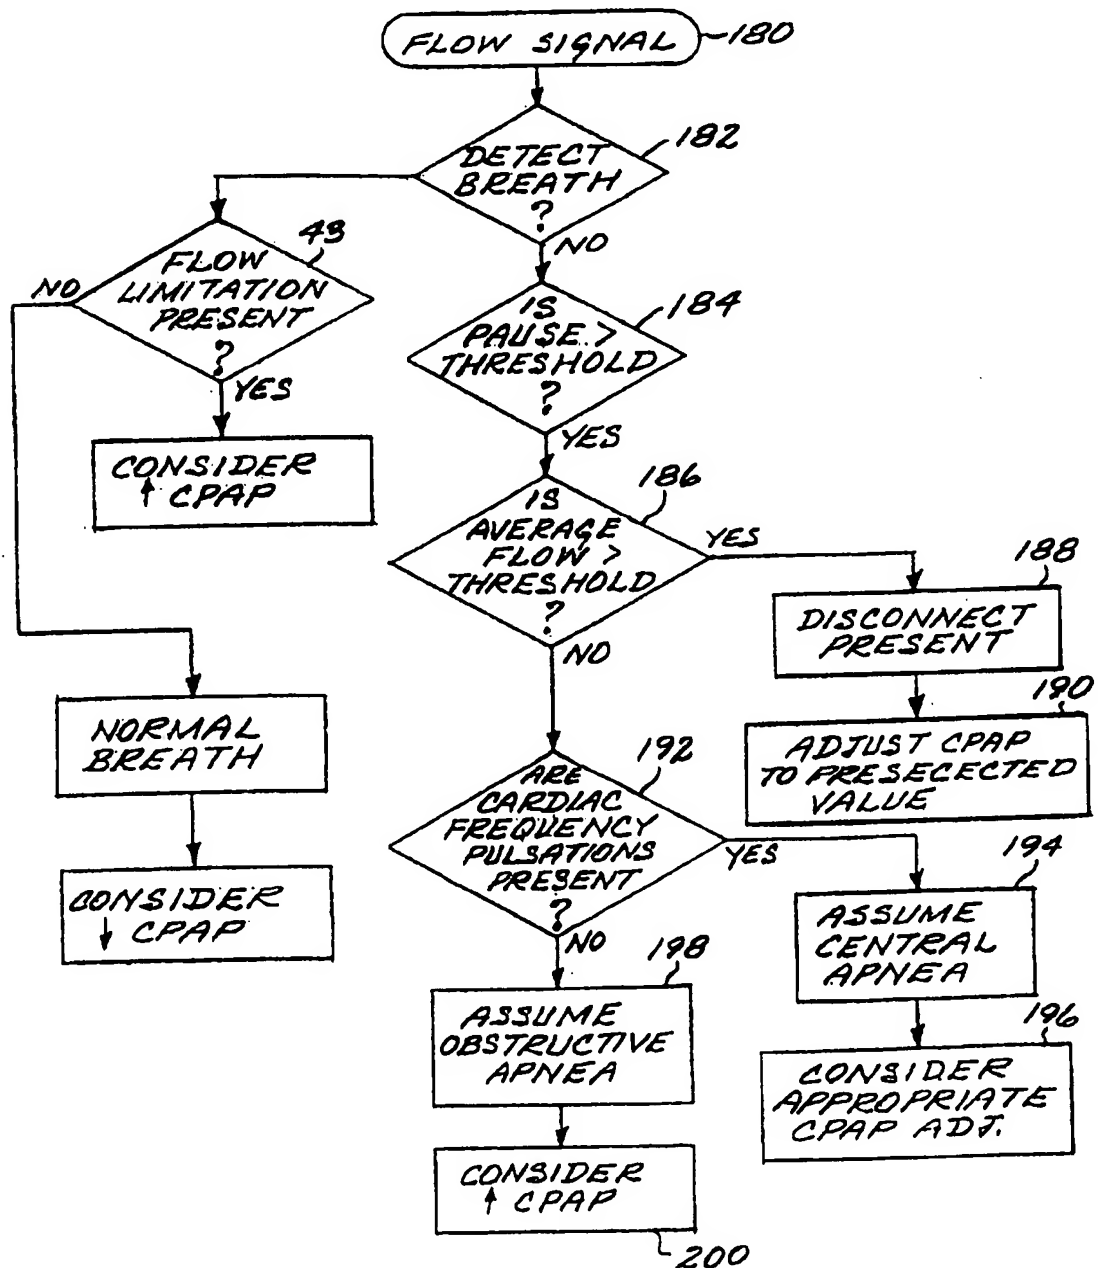 FLOW SIGNAL
180
DETECT
BREATH
?
182
NO
FLOW
LIMITATION
PRESENT
?
43
NO
YES
CONSIDER
↑ CPAP
NORMAL
BREATH
CONSIDER
↓ CPAP
IS
PAUSE >
THRESHOLD
?
184
YES
IS
AVERAGE
FLOW >
THRESHOLD
?
186
YES
NO
DISCONNECT
PRESENT
188
ADJUST CPAP
TO PRESECECTED
VALUE
190
ARE
CARDIAC
FREQUENCY
PULSATIONS
PRESENT
?
192
YES
NO
ASSUME
CENTRAL
APNEA
194
CONSIDER
APPROPRIATE
CPAP ADJ.
196
ASSUME
OBSTRUCTIVE
APNEA
198
CONSIDER
↑ CPAP
200